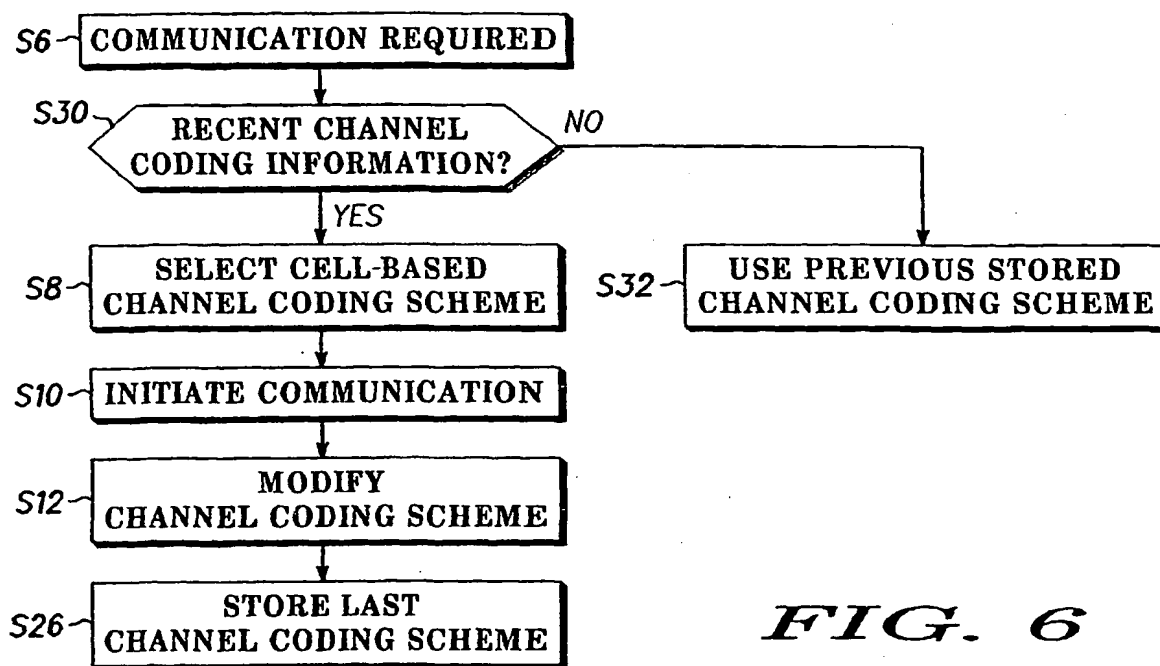 S6
COMMUNICATION REQUIRED
S30
RECENT CHANNEL
CODING INFORMATION?
NO
YES
S8
SELECT CELL-BASED
CHANNEL CODING SCHEME
S32
USE PREVIOUS STORED
CHANNEL CODING SCHEME
S10
INITIATE COMMUNICATION
S12
MODIFY
CHANNEL CODING SCHEME
S26
STORE LAST
CHANNEL CODING SCHEME
FIG. 6